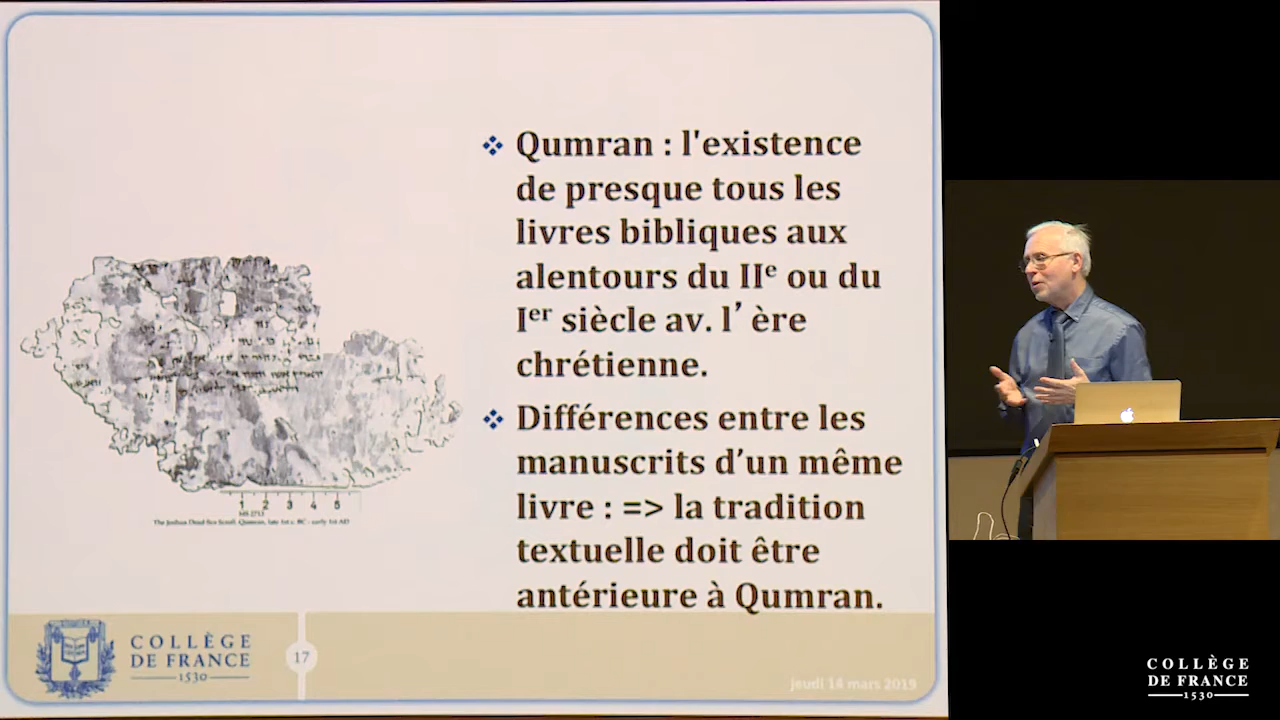 Qumran : l'existence
de presque tous les
livres bibliques aux
alentours du IIᵉ ou du
Iᵉʳ siècle av. l’ère
chrétienne.
Différences entre les
manuscrits d’un même
livre : => la tradition
textuelle doit être
antérieure à Qumran.
1 2 3 4 5
MS 2713
The Joshua Dead Sea Scroll. Qumran, late 1st c. BC - early 1st AD
COLLÈGE
DE FRANCE
1530
17
jeudi 14 mars 2019
COLLÈGE
DE FRANCE
1530